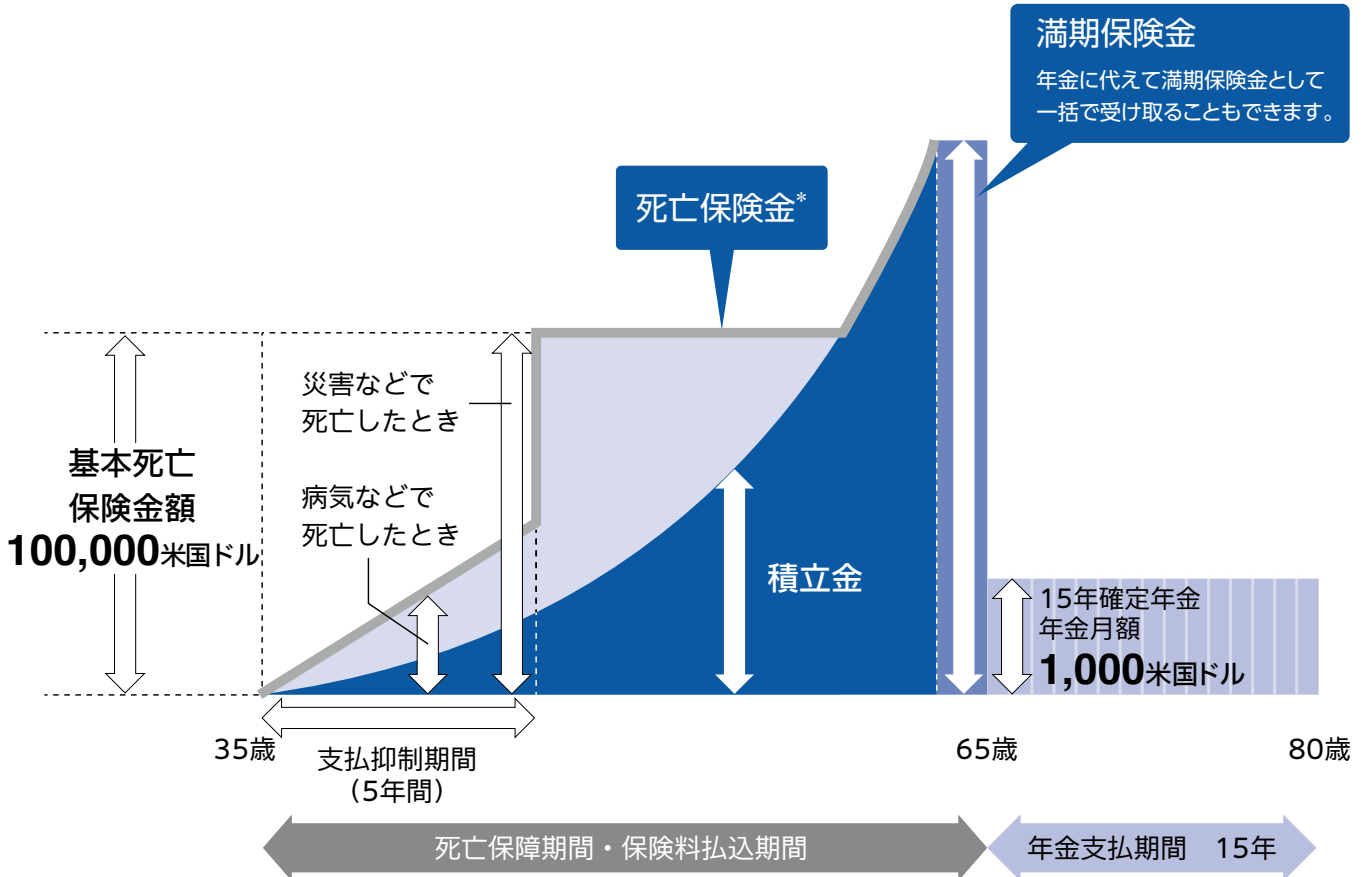 満期保険金
年金に代えて満期保険金として
一括で受け取ることもできます。
死亡保険金*
災害などで
死亡したとき
基本死亡
保険金額
100,000米国ドル
病気などで
死亡したとき
積立金
15年確定年金
年金月額
1,000米国ドル
35歳
支払抑制期間
（5年間）
65歳
80歳
死亡保障期間・保険料払込期間
年金支払期間　15年